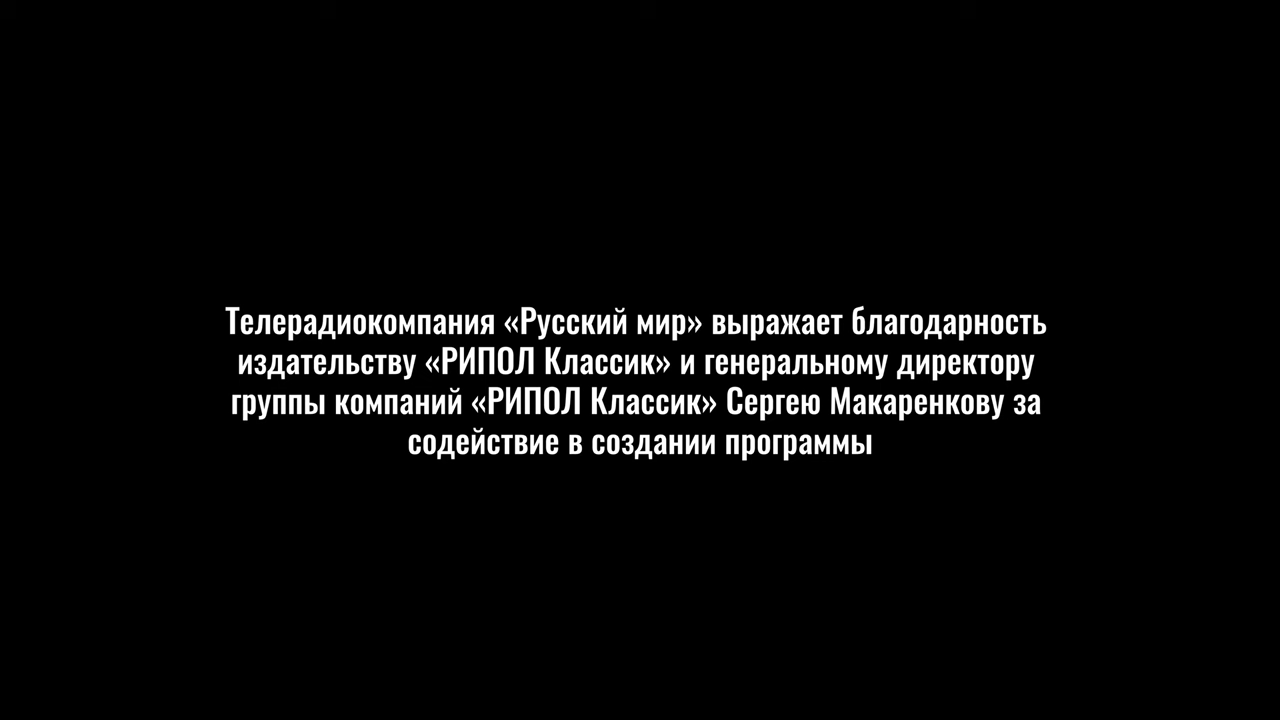 Телерадиокомпания «Русский мир» выражает благодарность
издательству «РИПОЛ Классик» и генеральному директору
группы компаний «РИПОЛ Классик» Сергею Макаренкову за
содействие в создании программы